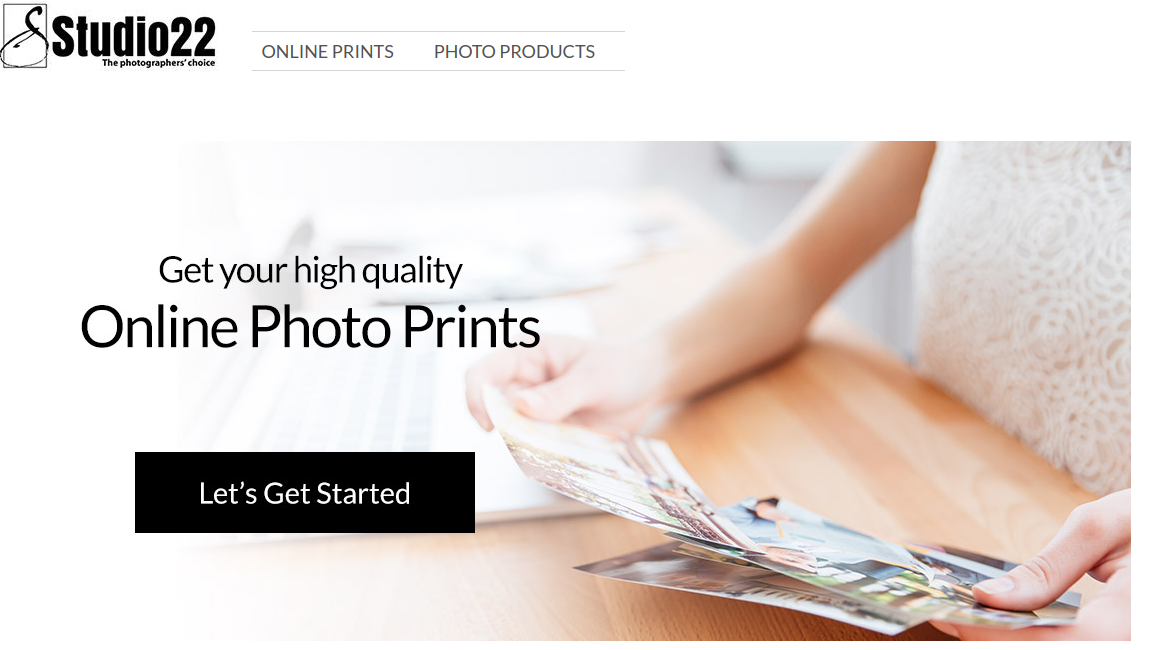 Studio22
The photographers’ choice
ONLINE PRINTS PHOTO PRODUCTS
Get your high quality
Online Photo Prints
Let’s Get Started